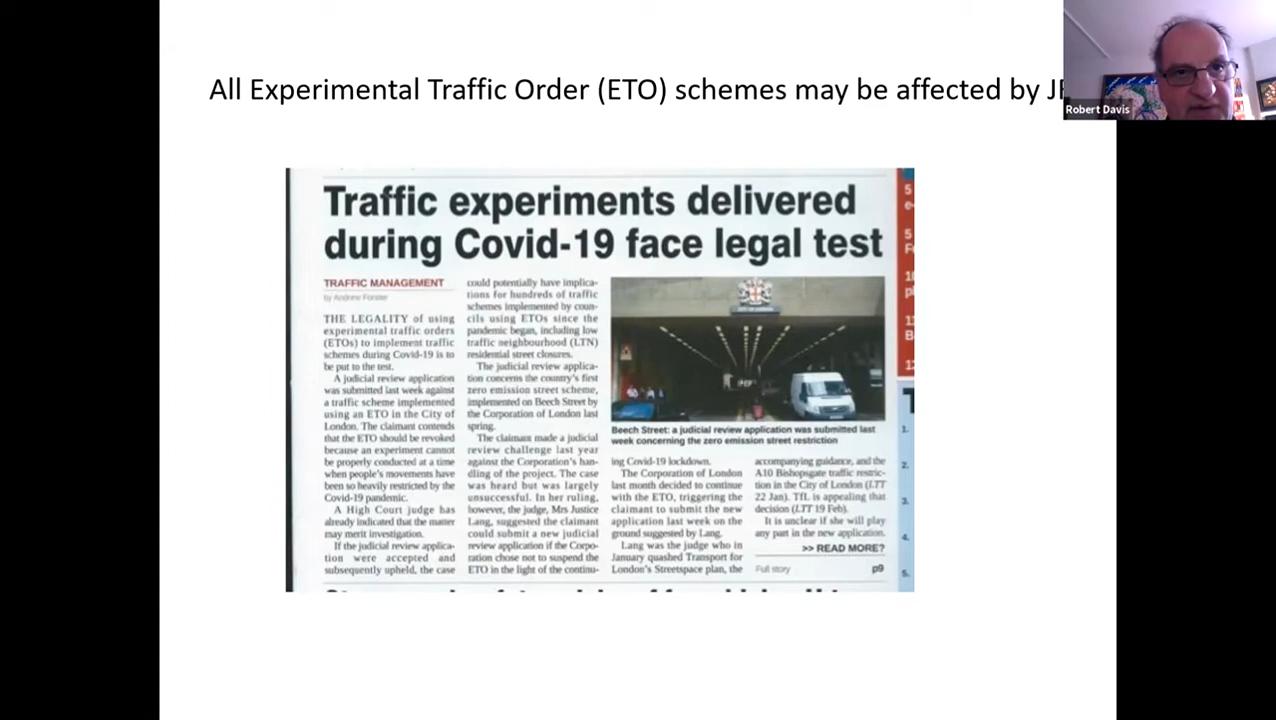 All Experimental Traffic Order (ETO) schemes may be affected by
Robert Davis
Traffic experiments delivered
during Covid-19 face legal test
TRAFFIC MANAGEMENT
by Andrew Forster
THE LEGALITY of using
experimental traffic orders
(ETOs) to implement traffic
schemes during Covid-19 is to
be put to the test.
A judicial review application
was submitted last week against
a traffic scheme implemented
using an ETO in the City of
London. The claimant contends
that the ETO should be revoked
because an experiment cannot
be properly conducted at a time
when people's movements have
been so heavily restricted by the
Covid-19 pandemic.
A High Court judge has
already indicated that the matter
may merit investigation.
If the judicial review applica-
tion were accepted and
subsequently upheld, the case
could potentially have implica-
tions for hundreds of traffic
schemes implemented by coun-
cils using ETOs since the
pandemic began, including low
traffic neighbourhood (LTN)
residential street closures.
The judicial review applica-
tion concerns the country's first
zero emission street scheme,
implemented on Beech Street by
the Corporation of London last
spring.
The claimant made a judicial
review challenge last year
against the Corporation's han-
dling of the project. The case
was heard but was largely
unsuccessful. In her ruling,
however, the judge, Mrs Justice
Lang, suggested the claimant
could submit a new judicial
review application if the Corpo-
ration chose not to suspend the
ETO in the light of the continu-
Beech Street: a judicial review application was submitted last
week concerning the zero emission street restriction
ing Covid-19 lockdown.
The Corporation of London
last month decided to continue
with the ETO, triggering the
claimant to submit the new
application last week on the
ground suggested by Lang.
Lang was the judge who in
January quashed Transport for
London's Streetspace plan, the
accompanying guidance, and the
A10 Bishopsgate traffic restric-
tion in the City of London (LTT
22 Jan). TfL is appealing that
decision (LTT 19 Feb).
It is unclear if she will play
any part in the new application.
>> READ MORE?
Full story p9
5
5
1.
2.
3.
4.
5.